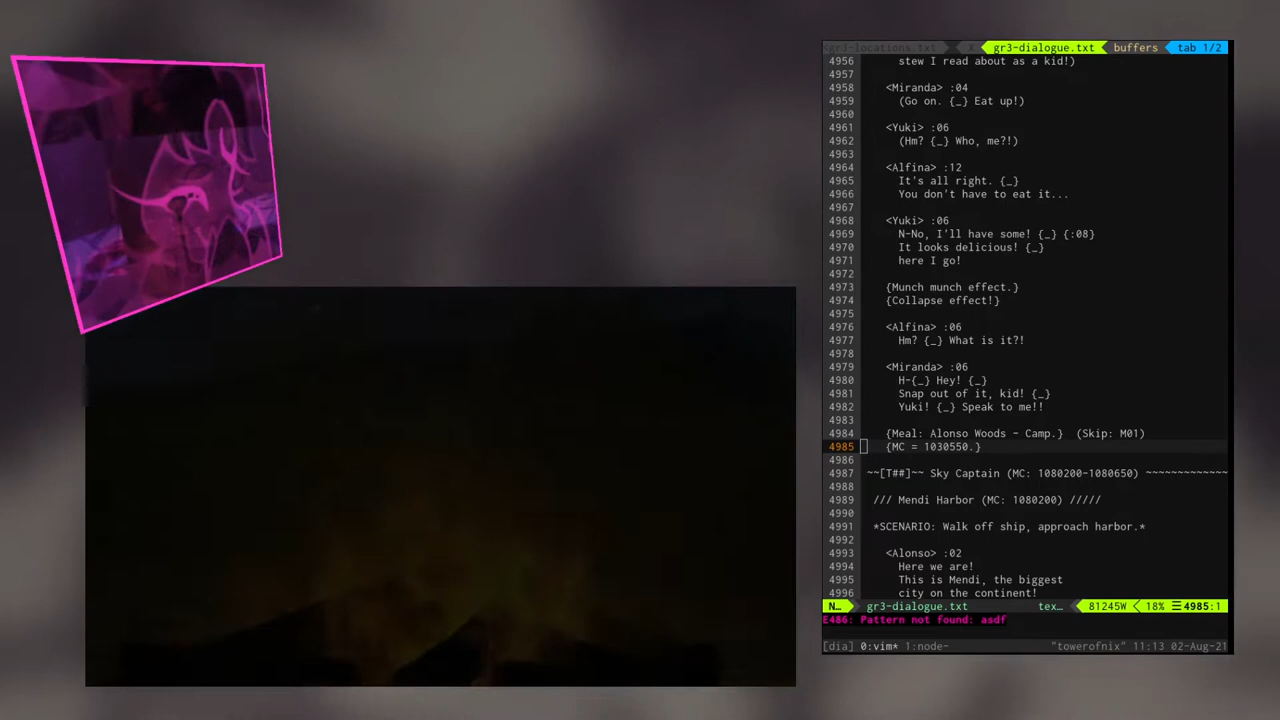 <gr3-locations.txt X gr3-dialogue.txt buffers tab 1/2
4956 stew I read about as a kid!)
4957
4958 <Miranda> :04
4959 (Go on. {_} Eat up!)
4960
4961 <Yuki> :06
4962 (Hm? {_} Who, me?!)
4963
4964 <Alfina> :12
4965 It's all right. {_}
4966 You don't have to eat it...
4967
4968 <Yuki> :06
4969 N-No, I'll have some! {_} {:08}
4970 It looks delicious! {_}
4971 here I go!
4972
4973 {Munch munch effect.}
4974 {Collapse effect!}
4975
4976 <Alfina> :06
4977 Hm? {_} What is it?!
4978
4979 <Miranda> :06
4980 H-{_} Hey! {_}
4981 Snap out of it, kid! {_}
4982 Yuki! {_} Speak to me!!
4983
4984 {Meal: Alonso Woods - Camp.} (Skip: M01)
4985 {MC = 1030550.}
4986
4987 ~~[T##]~~ Sky Captain (MC: 1080200-1080650) ~~~~~~~~~~~~~
4988
4989 /// Mendi Harbor (MC: 1080200) /////
4990
4991 *SCENARIO: Walk off ship, approach harbor.*
4992
4993 <Alonso> :02
4994 Here we are!
4995 This is Mendi, the biggest
4996 city on the continent!
N… gr3-dialogue.txt tex… 81245W 18% ☰4985:1
E486: Pattern not found: asdf
[dia] 0:vim* 1:node- "towerofnix" 11:13 02-Aug-21